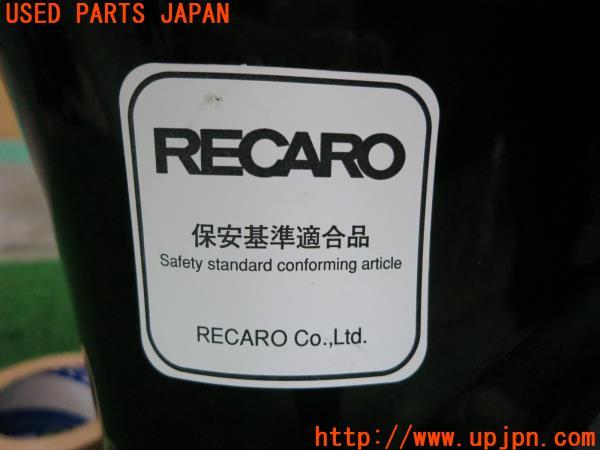 USED PARTS JAPAN
RECARO
保安基準適合品
Safety standard conforming article
RECARO Co.,Ltd.
http://www.upjpn.com